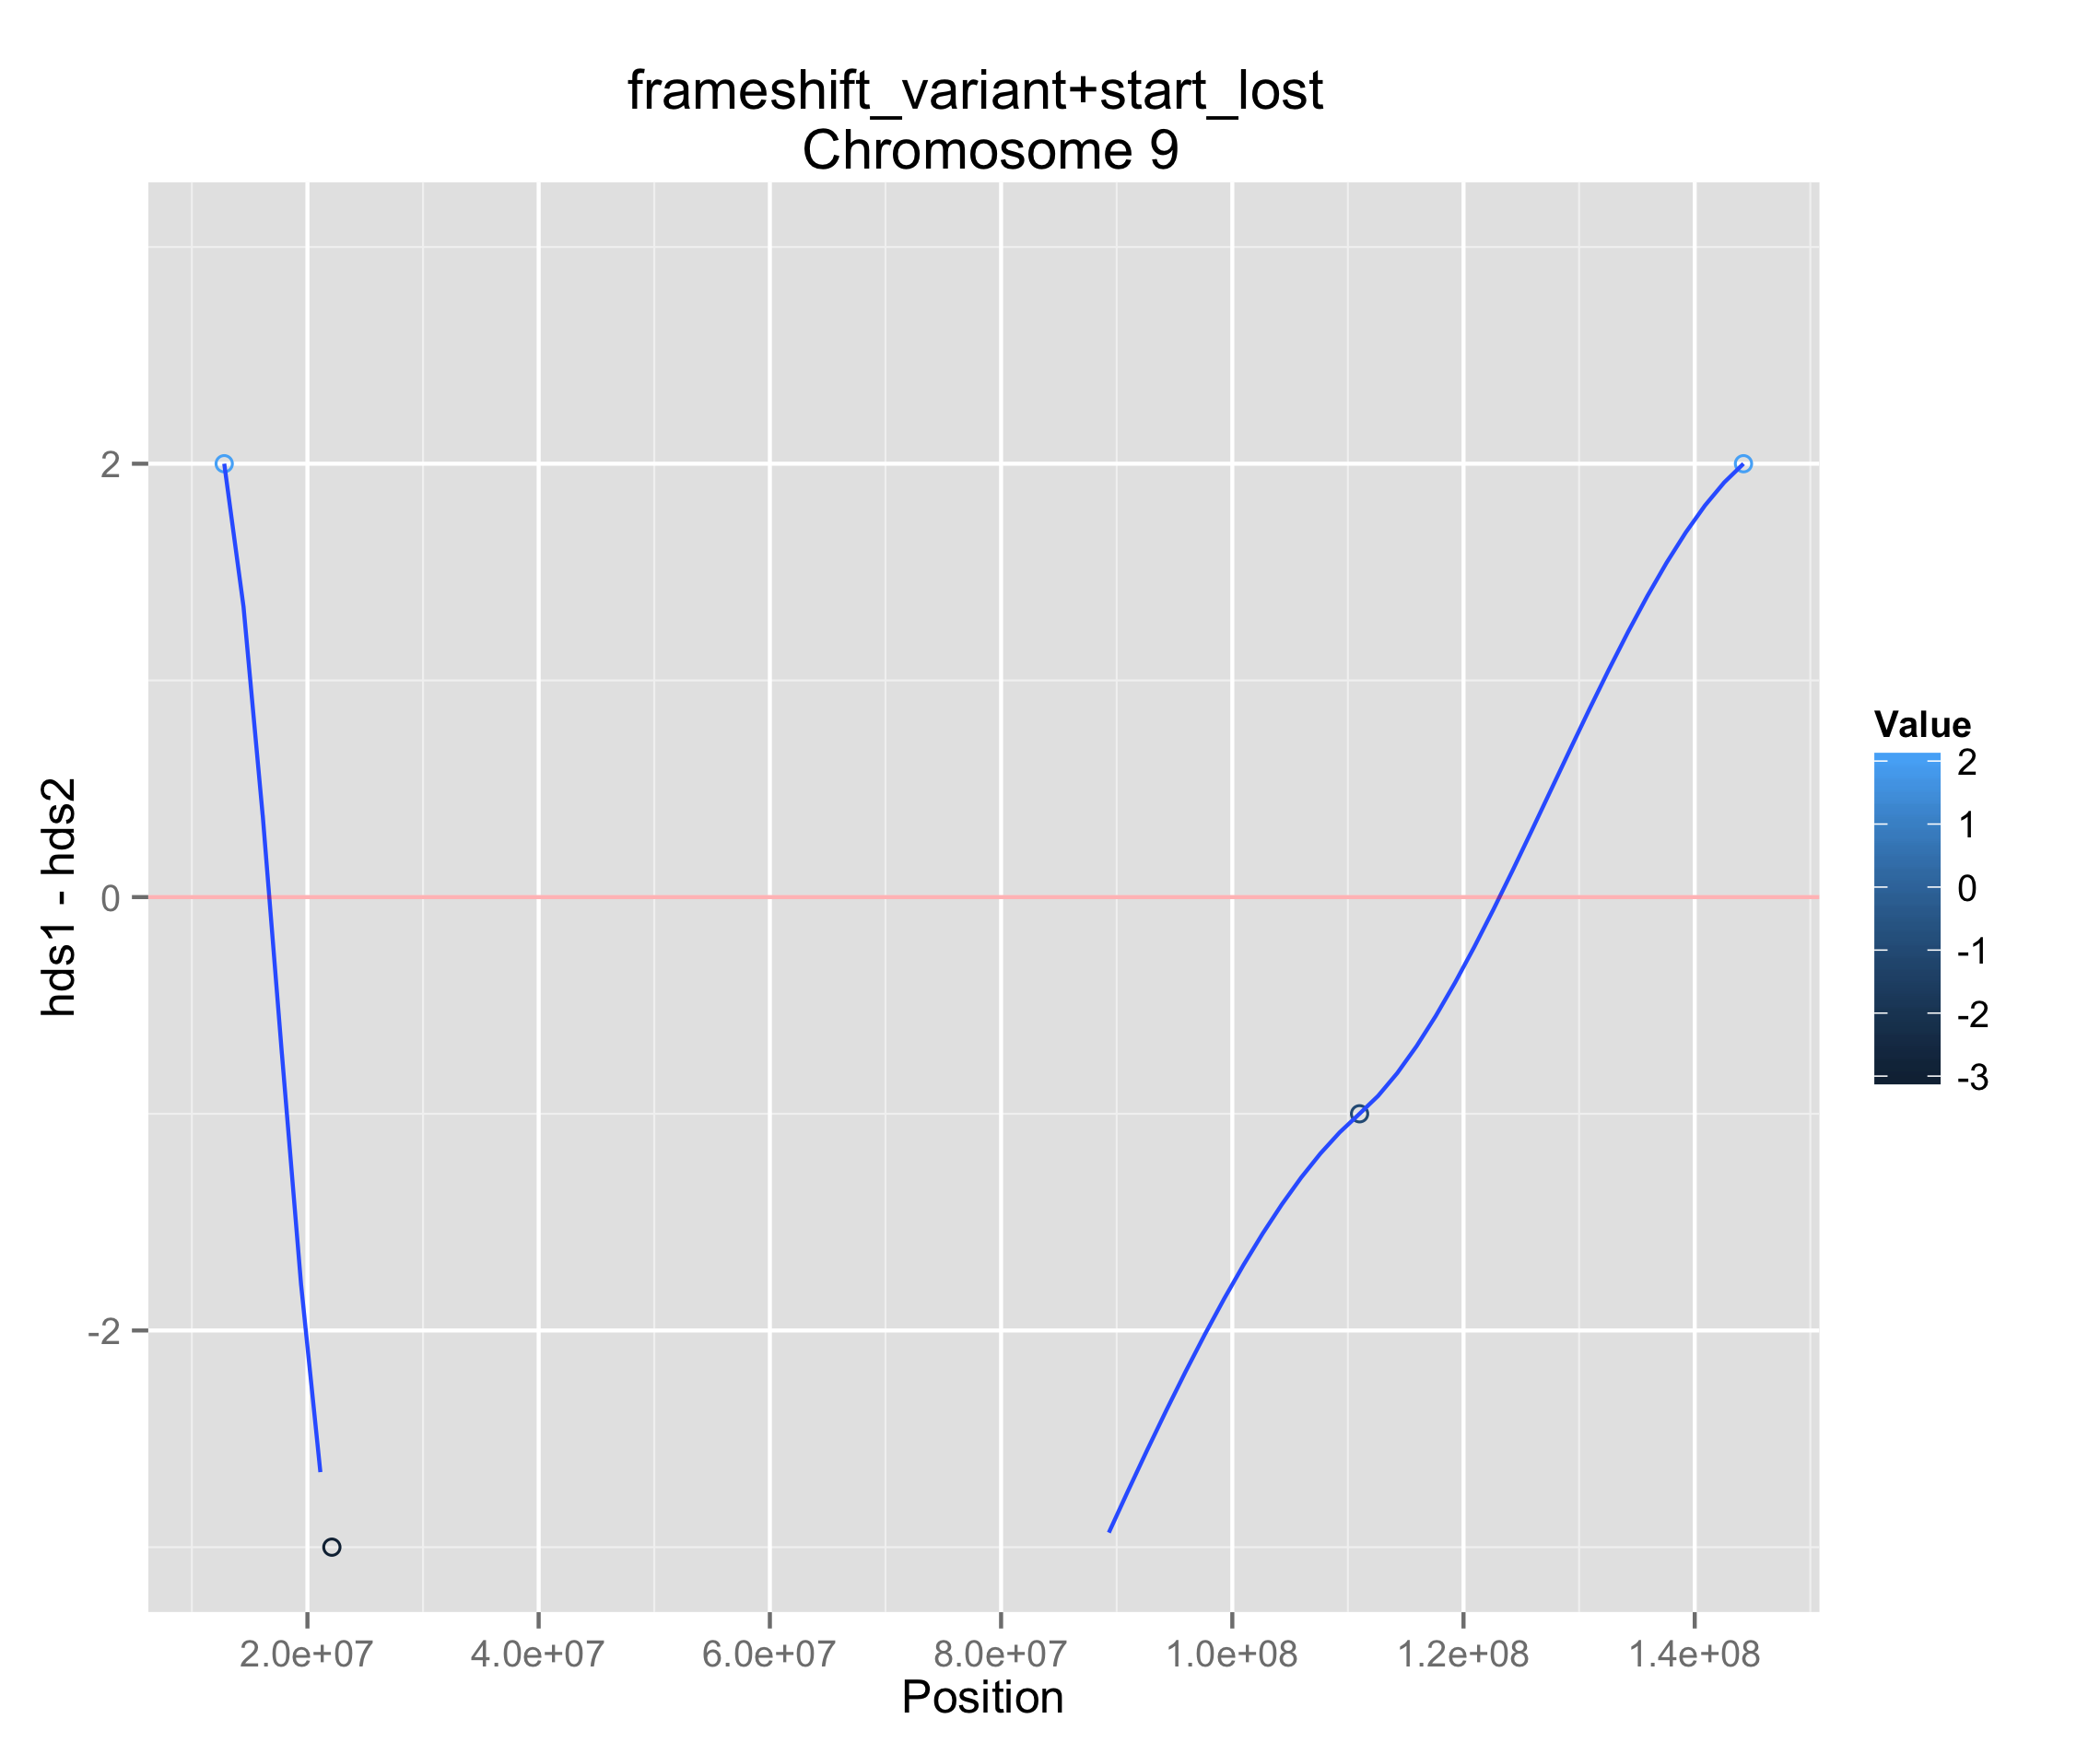 frameshift_variant+start_lost
Chromosome 9
hds1 - hds2
2
0
-2
2.0e+07 4.0e+07 6.0e+07 8.0e+07 1.0e+08 1.2e+08 1.4e+08
Position
Value
2
1
0
-1
-2
-3